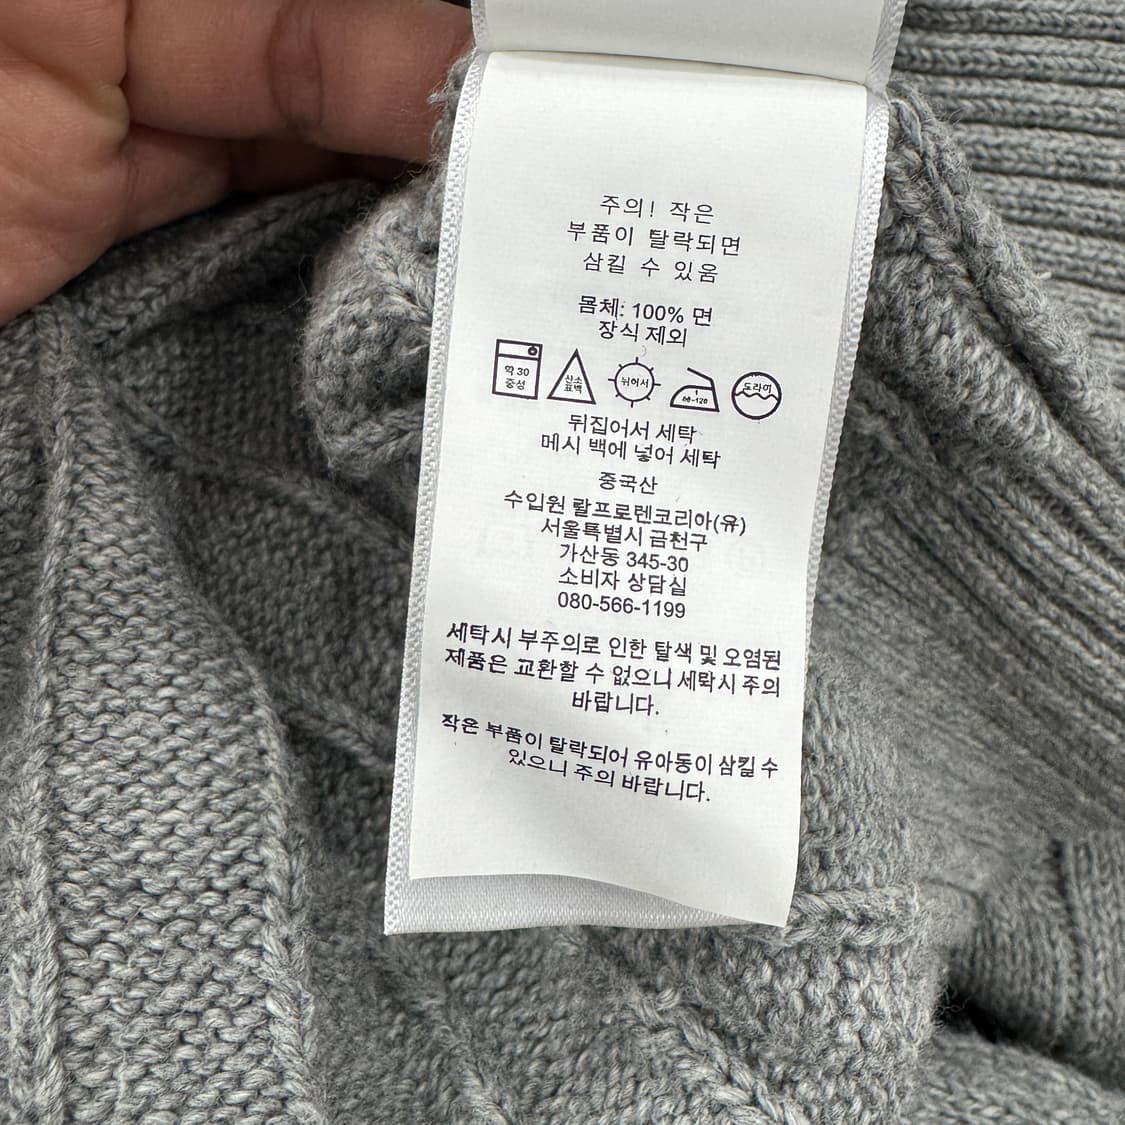 주의! 작은
부품이 탈락되면
삼킬 수 있움
몸체: 100% 면
장식 제외
약 30
중성
산소
표백
뉘어서
80-120
드라이
뒤집어서 세탁
메시 백에 넣어 세탁
중국산
수입원 랄프로렌코리아(유)
서울특별시 금천구
가산동 345-30
소비자 상담실
080-566-1199
세탁시 부주의로 인한 탈색 및 오염된
제품은 교환할 수 없으니 세탁시 주의
바랍니다.
작은 부품이 탈락되어 유아동이 삼킬 수
있으니 주의 바랍니다.